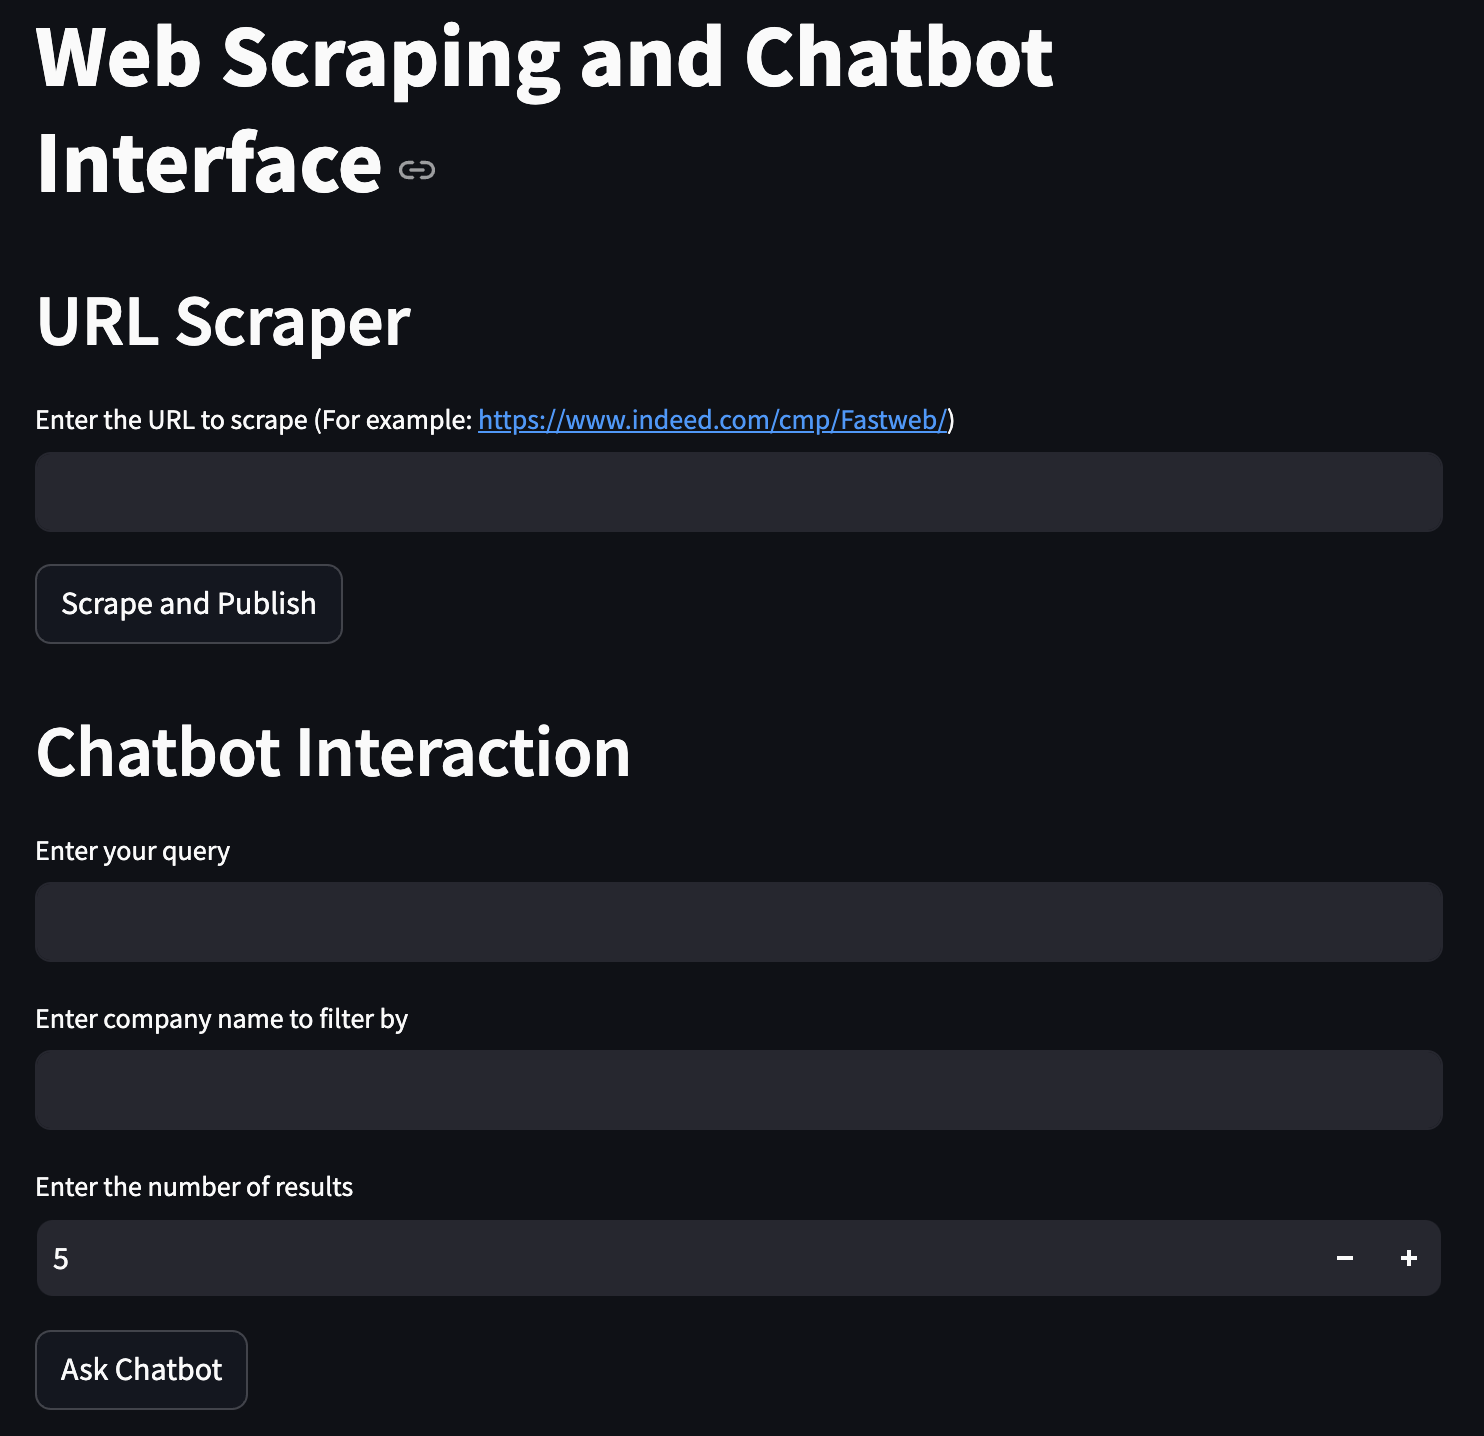 Web Scraping and Chatbot
Interface
URL Scraper
Enter the URL to scrape (For example: https://www.indeed.com/cmp/Fastweb/)
Scrape and Publish
Chatbot Interaction
Enter your query
Enter company name to filter by
Enter the number of results
5 − +
Ask Chatbot